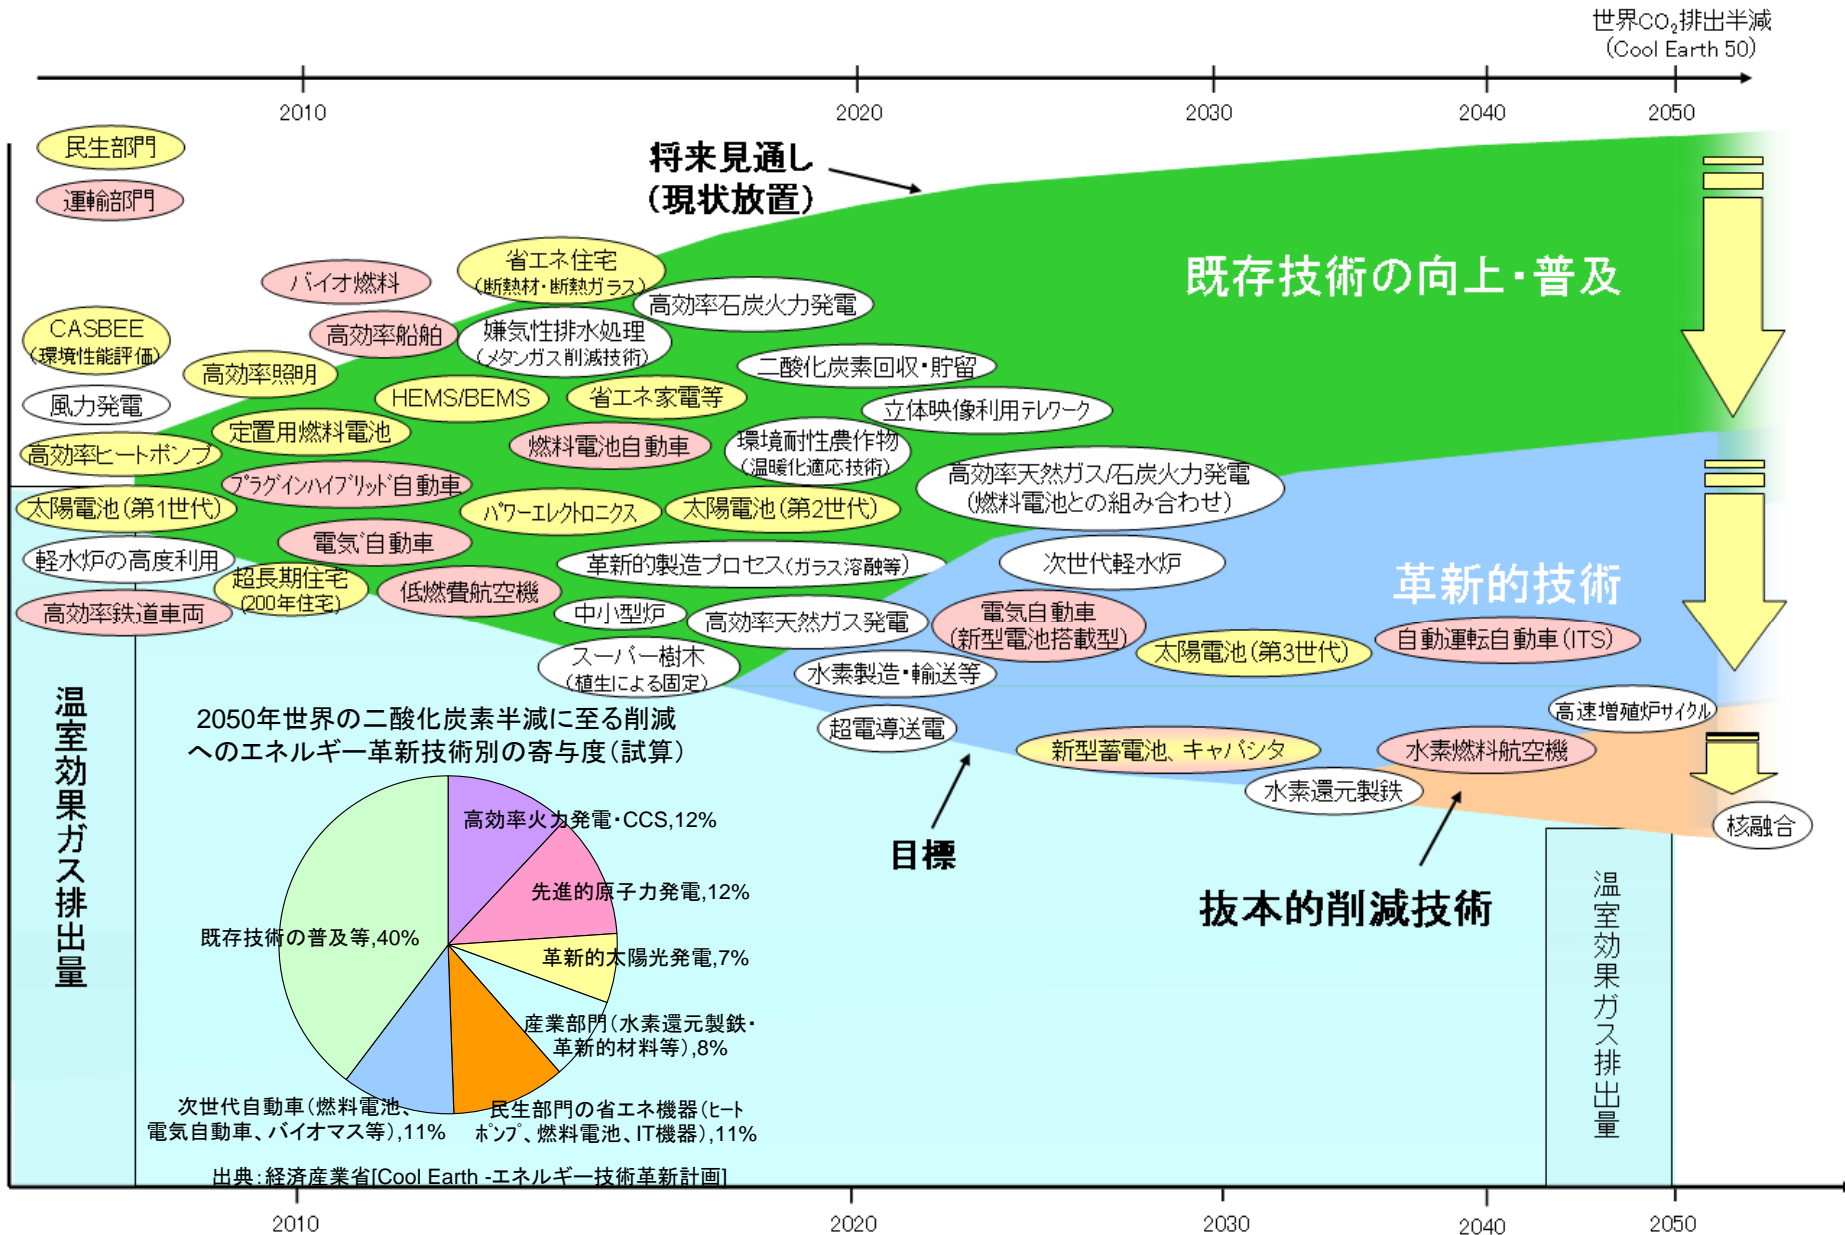 世界CO₂排出半減
(Cool Earth 50)
2010
2020
2030
2040
2050
民生部門
運輸部門
将来見通し
(現状放置)
既存技術の向上・普及
バイオ燃料
省エネ住宅
(断熱材・断熱ガラス)
高効率石炭火力発電
CASBEE
(環境性能評価)
高効率船舶
嫌気性排水処理
(メタンガス削減技術)
高効率照明
二酸化炭素回収・貯留
風力発電
HEMS/BEMS
省エネ家電等
立体映像利用テレワーク
高効率ヒートポンプ
定置用燃料電池
燃料電池自動車
環境耐性農作物
(温暖化適応技術)
プラグインハイブリッド自動車
高効率天然ガス/石炭火力発電
(燃料電池との組み合わせ)
太陽電池(第1世代)
パワーエレクトロニクス
太陽電池(第2世代)
電気自動車
軽水炉の高度利用
革新的製造プロセス(ガラス溶融等)
次世代軽水炉
革新的技術
超長期住宅
(200年住宅)
低燃費航空機
高効率鉄道車両
中小型炉
高効率天然ガス発電
電気自動車
(新型電池搭載型)
太陽電池(第3世代)
自動運転自動車(ITS)
スーパー樹木
(植生による固定)
水素製造・輸送等
超電導送電
高速増殖炉サイクル
新型蓄電池、キャパシタ
水素燃料航空機
水素還元製鉄
核融合
目標
抜本的削減技術
温室効果ガス排出量
2050年世界の二酸化炭素半減に至る削減
へのエネルギー革新技術別の寄与度(試算)
高効率火力発電・CCS,12%
先進的原子力発電,12%
既存技術の普及等,40%
革新的太陽光発電,7%
産業部門(水素還元製鉄・
革新的材料等),8%
次世代自動車(燃料電池、
電気自動車、バイオマス等),11%
民生部門の省エネ機器(ヒート
ポンプ、燃料電池、IT機器),11%
出典:経済産業省[Cool Earth -エネルギー技術革新計画]
温室効果ガス排出量
2010
2020
2030
2040
2050